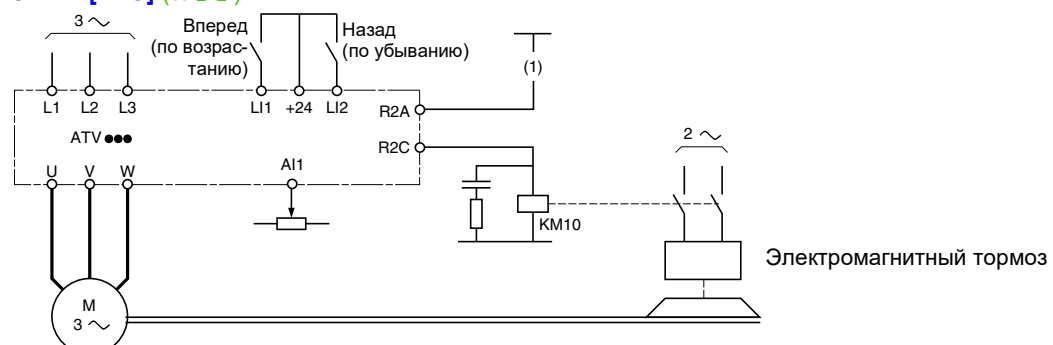 3
Вперед
(по возрас-
танию)
Назад
(по убыванию)
(1)
L1 L2 L3 LI1 +24 LI2
R2A
ATV
R2C
2
U V W AI1
KM10
Электромагнитный тормоз
M
3